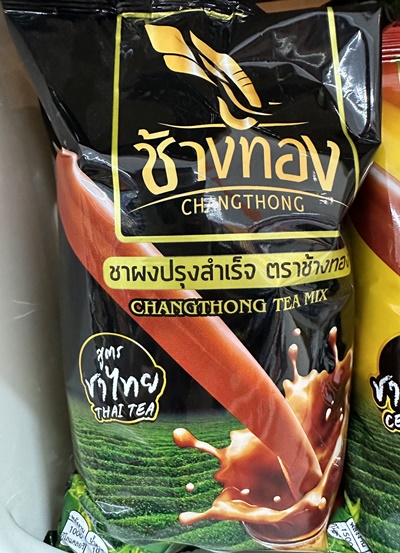 ช้างทอง
CHANGTHONG
ชาผงปรุงสำเร็จ ตราช้างทอง
CHANGTHONG TEA MIX
สูตร
ชาไทย
THAI TEA